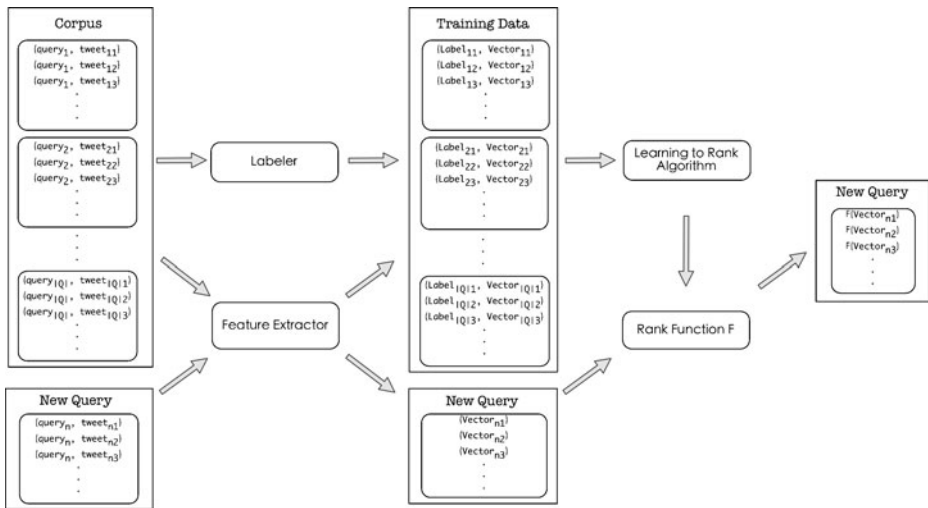 Corpus
(query₁, tweet₁₁)
(query₁, tweet₁₂)
(query₁, tweet₁₃)
(query₂, tweet₂₁)
(query₂, tweet₂₂)
(query₂, tweet₂₃)
(query|Q|, tweet|Q|1)
(query|Q|, tweet|Q|2)
(query|Q|, tweet|Q|3)
New Query
(queryₙ, tweetₙ₁)
(queryₙ, tweetₙ₂)
(queryₙ, tweetₙ₃)
Labeler
Feature Extractor
Training Data
(Label₁₁, Vector₁₁)
(Label₁₂, Vector₁₂)
(Label₁₃, Vector₁₃)
(Label₂₁, Vector₂₁)
(Label₂₂, Vector₂₂)
(Label₂₃, Vector₂₃)
(Label|Q|1, Vector|Q|1)
(Label|Q|2, Vector|Q|2)
(Label|Q|3, Vector|Q|3)
New Query
(Vectorₙ₁)
(Vectorₙ₂)
(Vectorₙ₃)
Learning to Rank
Algorithm
Rank Function F
New Query
F(Vectorₙ₁)
F(Vectorₙ₂)
F(Vectorₙ₃)